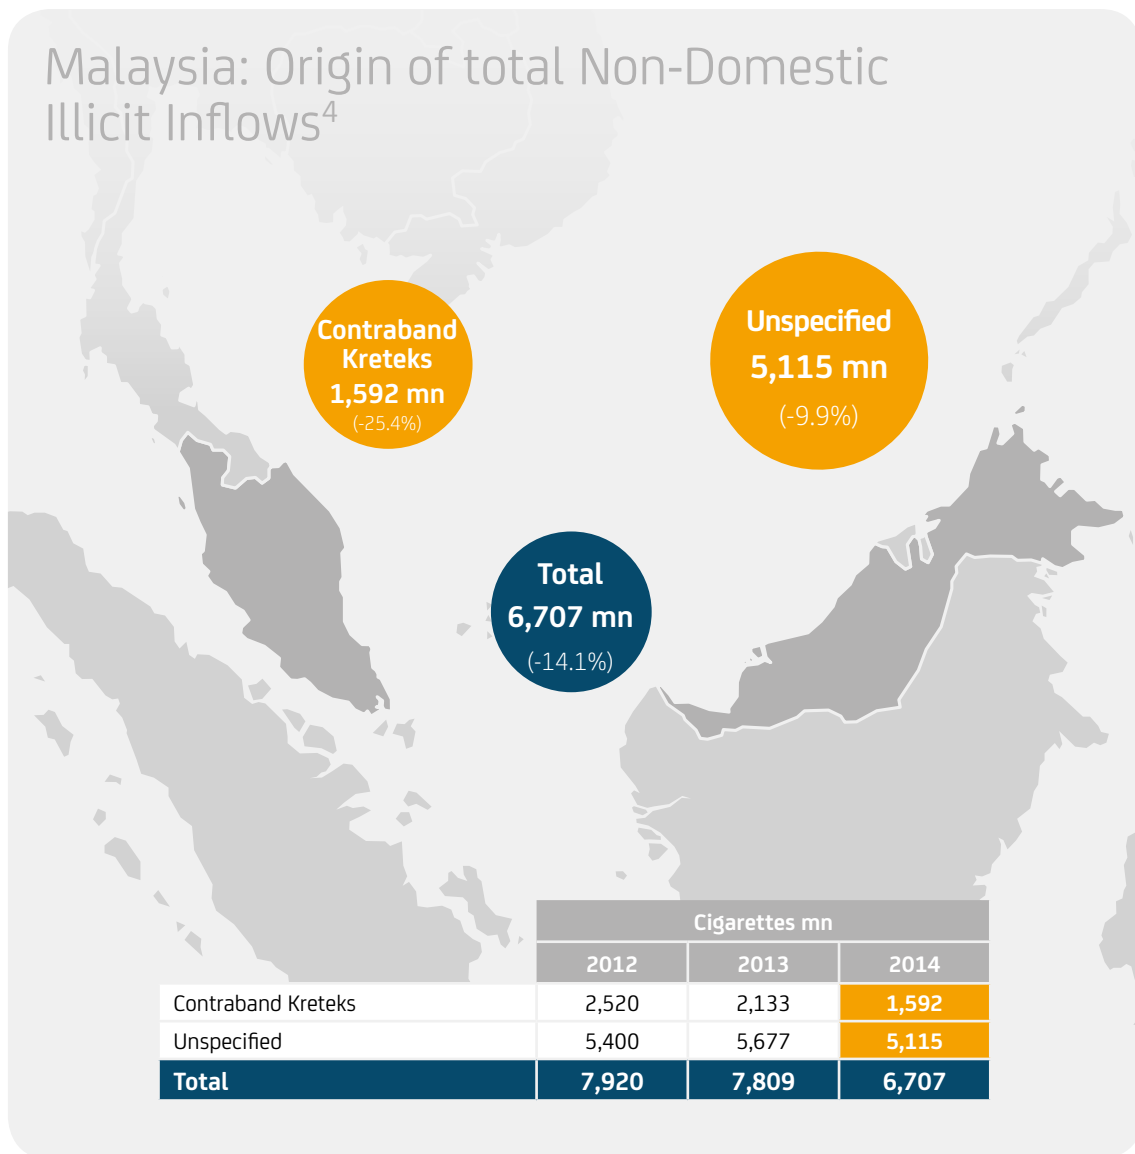 Malaysia: Origin of total Non-Domestic
Illicit Inflows4
Contraband
Kreteks
1,592 mn
(-25.4%)
Unspecified
5,115 mn
(-9.9%)
Total
6,707 mn
(-14.1%)
Cigarettes mn
2012 2013 2014
Contraband Kreteks 2,520 2,133 1,592
Unspecified 5,400 5,677 5,115
Total 7,920 7,809 6,707